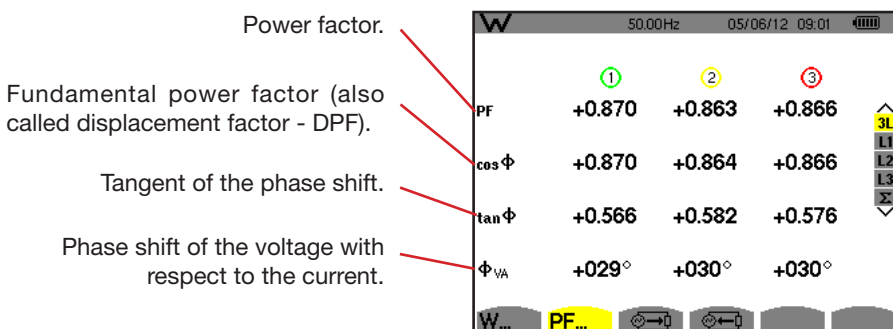 Power factor.
Fundamental power factor (also
called displacement factor - DPF).
Tangent of the phase shift.
Phase shift of the voltage with
respect to the current.
W 50.00Hz 05/06/12 09:01
1 2 3
PF +0.870 +0.863 +0.866
cos Φ +0.870 +0.864 +0.866
tan Φ +0.566 +0.582 +0.576
Φ VA +029° +030° +030°
3L
L1
L2
L3
Σ
W... PF...